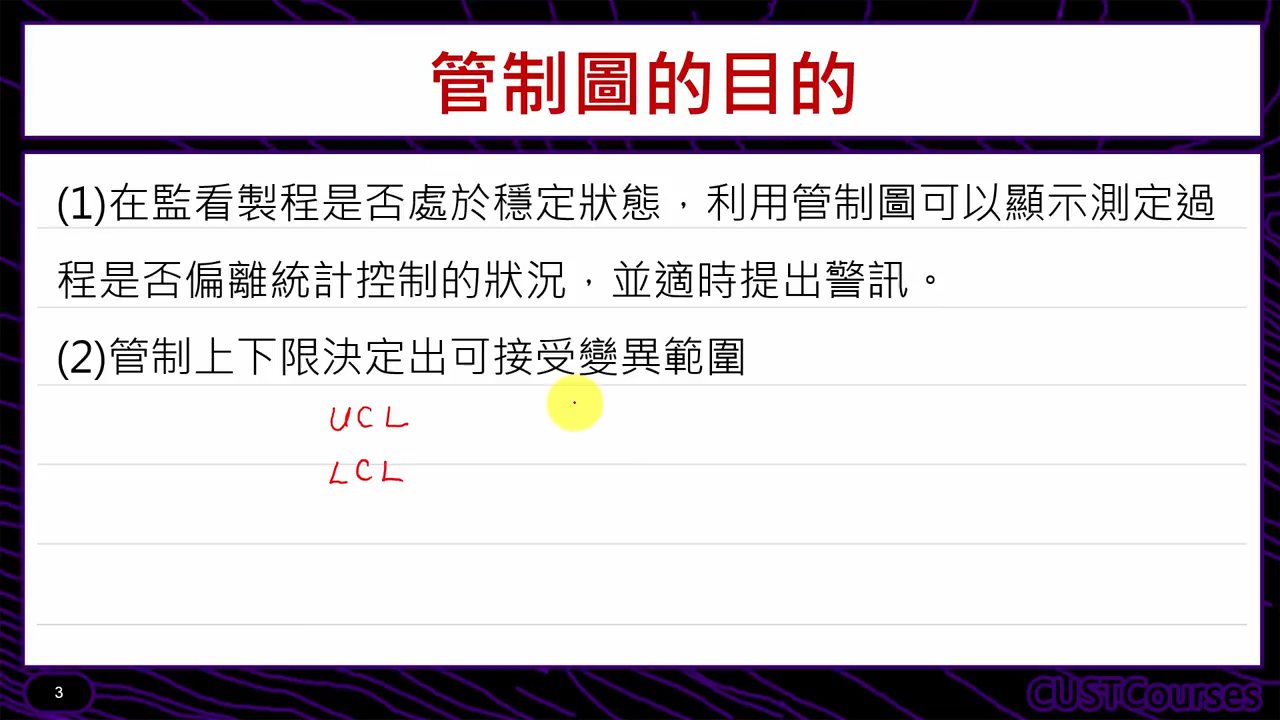 管制圖的目的
(1)在監看製程是否處於穩定狀態，利用管制圖可以顯示測定過
程是否偏離統計控制的狀況，並適時提出警訊。
(2)管制上下限決定出可接受變異範圍
UCL
LCL
3
CUSTCourses